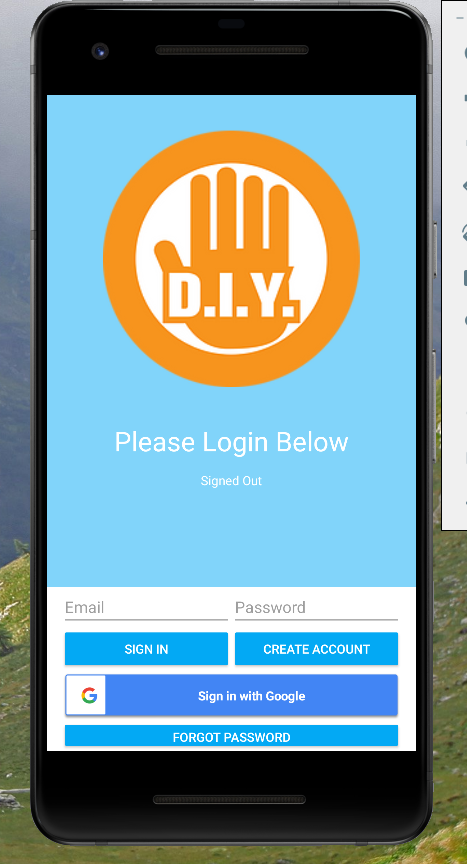 D.I.Y.
Please Login Below
Signed Out
Email
Password
SIGN IN
CREATE ACCOUNT
G
Sign in with Google
FORGOT PASSWORD